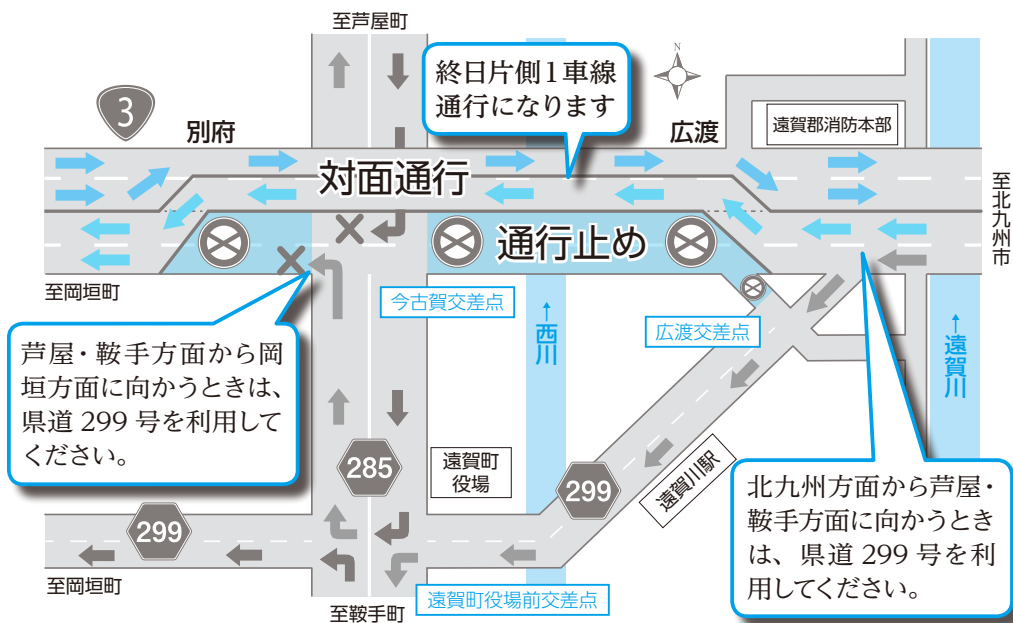 至芦屋町
終日片側1車線
通行になります
N
3
別府
広渡
遠賀郡消防本部
対面通行
至北九州市
通行止め
至岡垣町
今古賀交差点
広渡交差点
↑西川
↑遠賀川
芦屋・鞍手方面から岡
垣方面に向かうときは、
県道 299 号を利用して
ください。
285
遠賀町
役場
299
遠賀川駅
北九州方面から芦屋・
鞍手方面に向かうとき
は、県道 299 号を利
用してください。
299
至岡垣町
遠賀町役場前交差点
至鞍手町